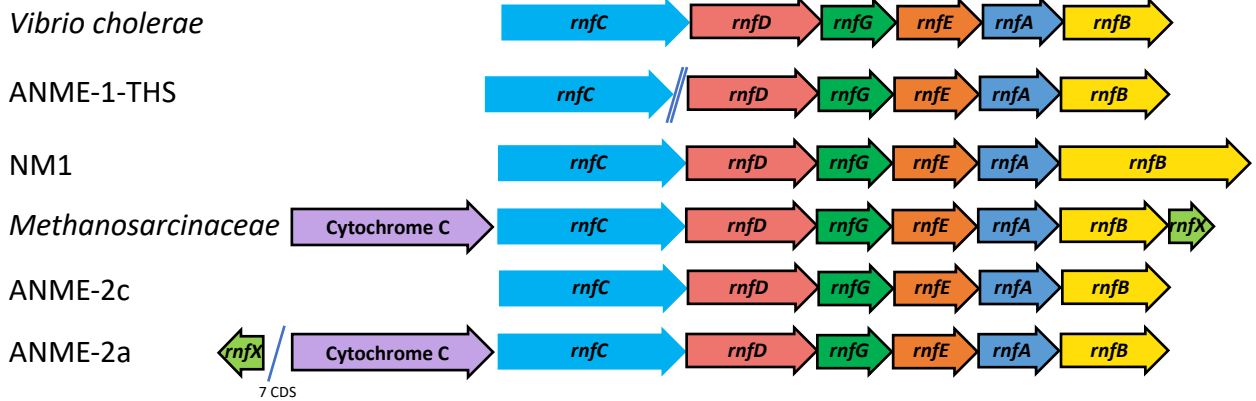 Vibrio cholerae rnfC rnfD rnfG rnfE rnfA rnfB
ANME-1-THS rnfC rnfD rnfG rnfE rnfA rnfB
NM1 rnfC rnfD rnfG rnfE rnfA rnfB
Methanosarcinaceae Cytochrome C rnfC rnfD rnfG rnfE rnfA rnfB rnfX
ANME-2c rnfC rnfD rnfG rnfE rnfA rnfB
ANME-2a rnfX Cytochrome C rnfC rnfD rnfG rnfE rnfA rnfB
7 CDS